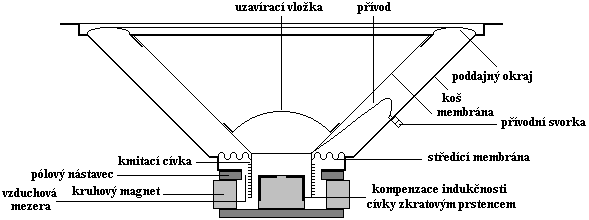 uzavírací vložka
přívod
poddajný okraj
koš
membrána
přívodní svorka
kmitací cívka
středící membrána
pólový nástavec
kruhový magnet
vzduchová
mezera
kompenzace indukčnosti
cívky zkratovým prstencem